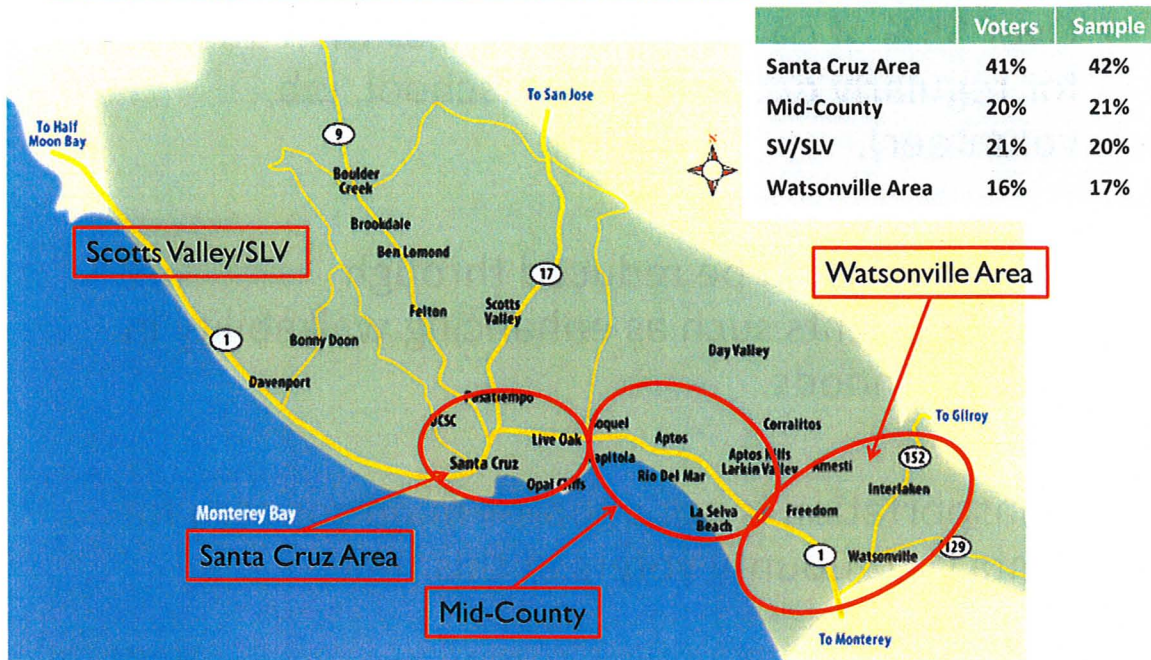 Voters Sample
Santa Cruz Area 41% 42%
Mid-County 20% 21%
SV/SLV 21% 20%
Watsonville Area 16% 17%
To Half
Moon Bay
To San Jose
9
Boulder
Creek
N
Brookdale
Ben Lomond
Scotts Valley/SLV
Watsonville Area
17
Felton
Scotts
Valley
1
Bonny Doon
Day Valley
Davenport
Pasatiempo
UCSC
Live Oak
Soquel
Aptos
Corralitos
To Gilroy
Santa Cruz
Capitola
Rio Del Mar
Aptos Hills
Larkin Valley
Amesti
152
Opal Cliffs
Interlaken
La Selva
Beach
Freedom
Monterey Bay
Santa Cruz Area
1
Watsonville
129
Mid-County
To Monterey